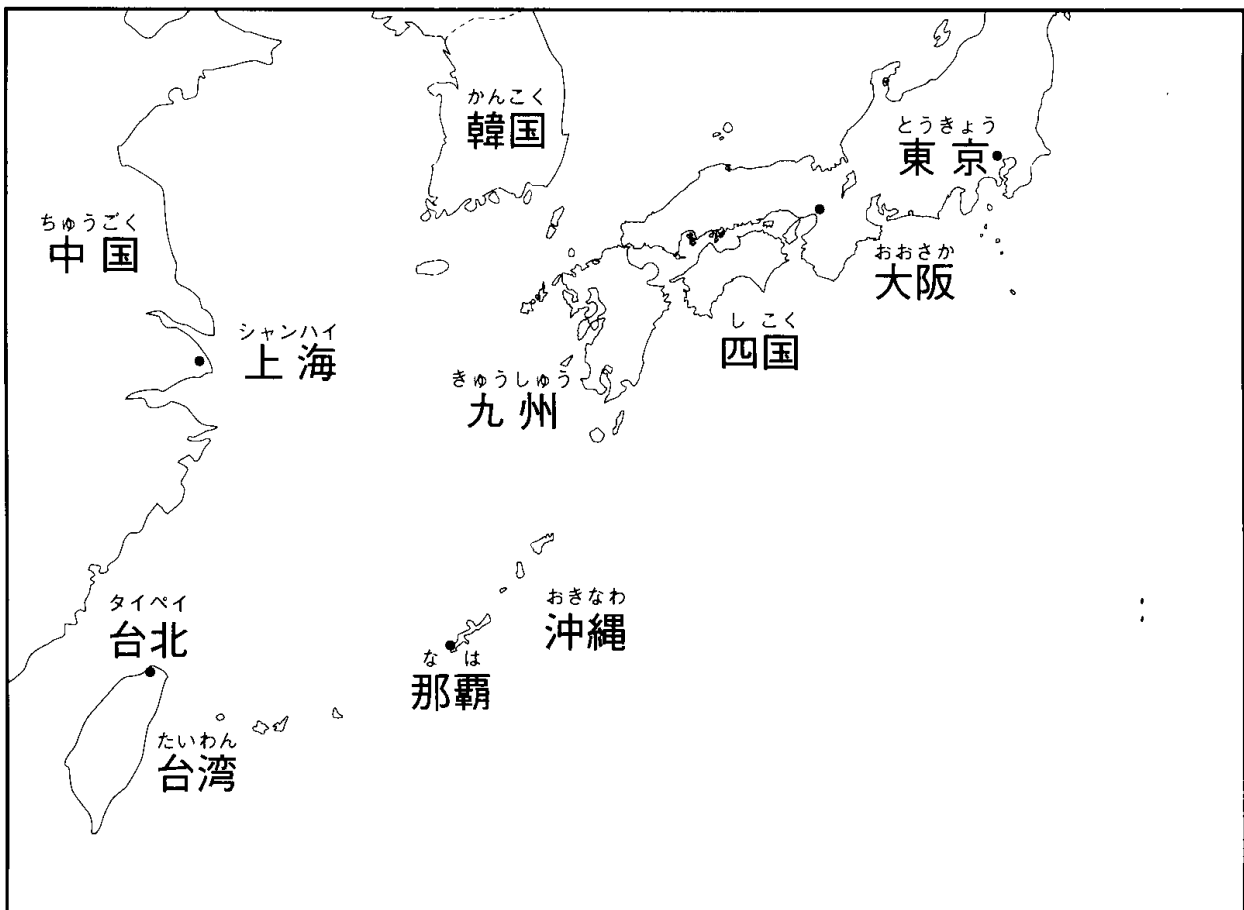 かんこく
韓国
とうきょう
東京
ちゅうごく
中国
おおさか
大阪
シャンハイ
上海
しこく
四国
きゅうしゅう
九州
タイペイ
台北
おきなわ
沖縄
なは
那覇
たいわん
台湾